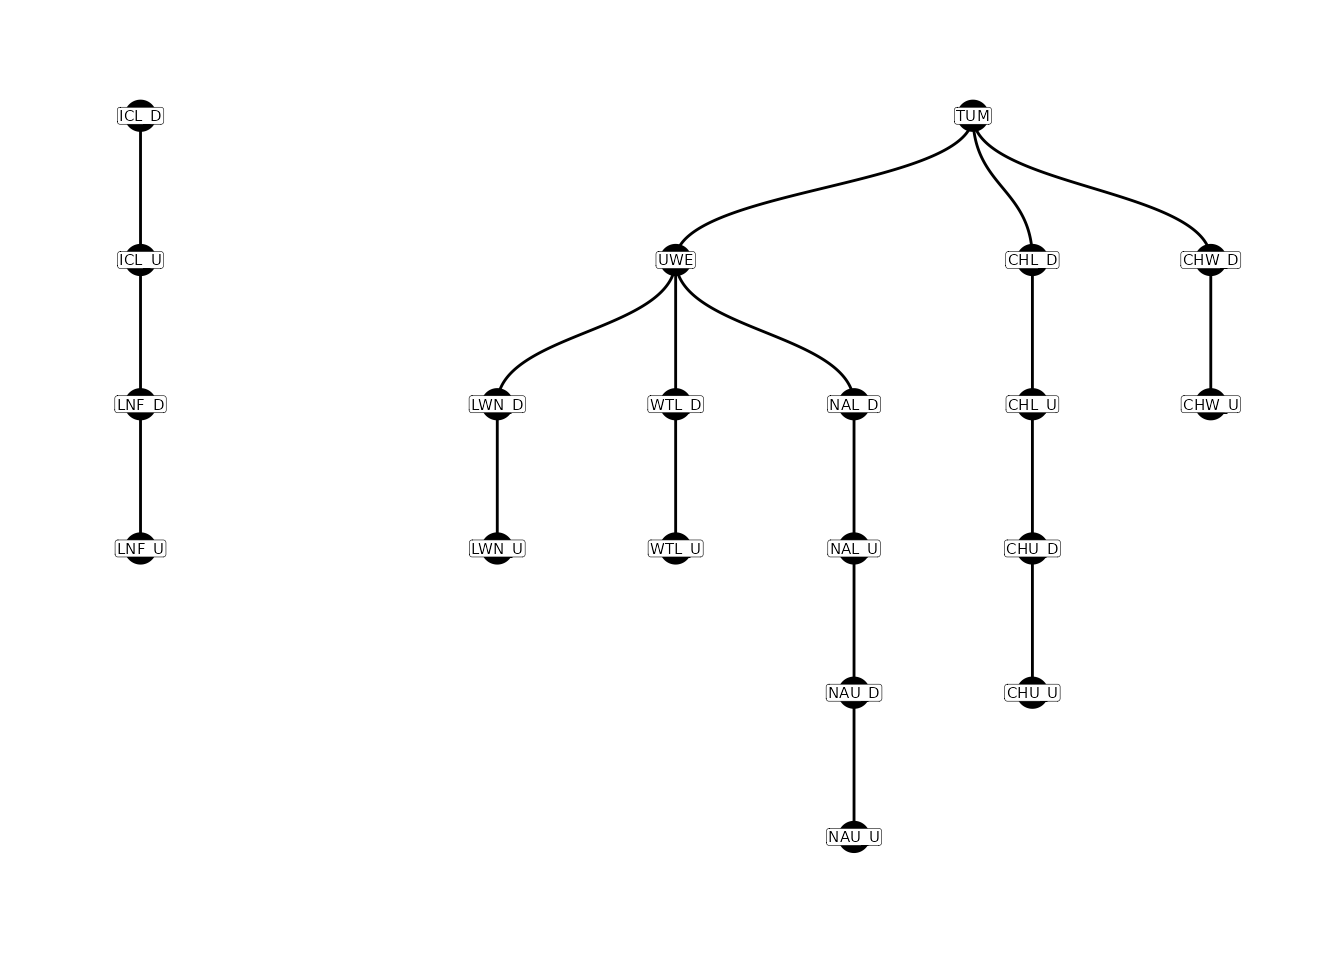 ICL_D
TUM
ICL_U
UWE
CHL_D
CHW_D
LNF_D
LWN_D
WTL_D
NAL_D
CHL_U
CHW_U
LNF_U
LWN_U
WTL_U
NAL_U
CHU_D
NAU_D
CHU_U
NAU_U